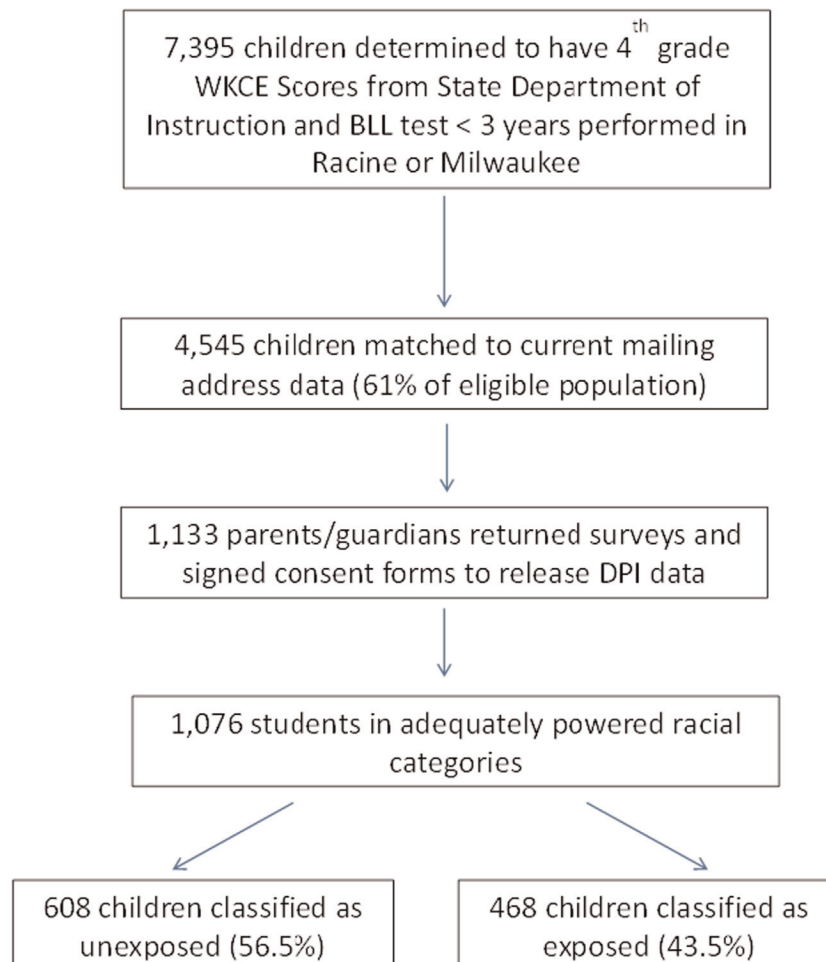 7,395 children determined to have 4th grade
WKCE Scores from State Department of
Instruction and BLL test < 3 years performed in
Racine or Milwaukee
4,545 children matched to current mailing
address data (61% of eligible population)
1,133 parents/guardians returned surveys and
signed consent forms to release DPI data
1,076 students in adequately powered racial
categories
608 children classified as
unexposed (56.5%)
468 children classified as
exposed (43.5%)